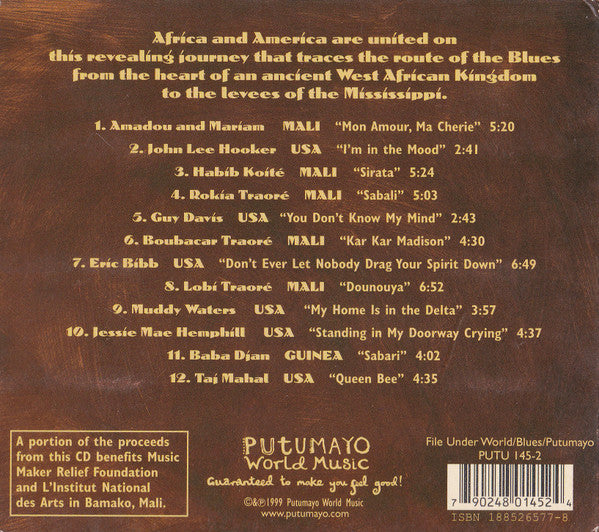 Africa and America are united on
this revealing journey that traces the route of the Blues
from the heart of an ancient West African Kingdom
to the levees of the Mississippi.
1. Amadou and Mariam MALI “Mon Amour, Ma Cherie” 5:20
2. John Lee Hooker USA “I’m in the Mood” 2:41
3. Habib Koité MALI “Sirata” 5:24
4. Rokia Traoré MALI “Sabali” 5:03
5. Guy Davis USA “You Don’t Know My Mind” 2:43
6. Boubacar Traoré MALI “Kar Kar Madison” 4:30
7. Eric Bibb USA “Don’t Ever Let Nobody Drag Your Spirit Down” 6:49
8. Lobi Traoré MALI “Dounouya” 6:52
9. Muddy Waters USA “My Home Is in the Delta” 3:57
10. Jessie Mae Hemphill USA “Standing in My Doorway Crying” 4:37
11. Baba Djan GUINEA “Sabari” 4:02
12. Taj Mahal USA “Queen Bee” 4:35
A portion of the proceeds
from this CD benefits Music
Maker Relief Foundation
and L’Institut National
des Arts in Bamako, Mali.
PUTUMAYO
World Music
Guaranteed to make you feel good!
©&℗1999 Putumayo World Music
www.putumayo.com
File Under World/Blues/Putumayo
PUTU 145-2
7 90248 01452 4
ISBN 188526577-8